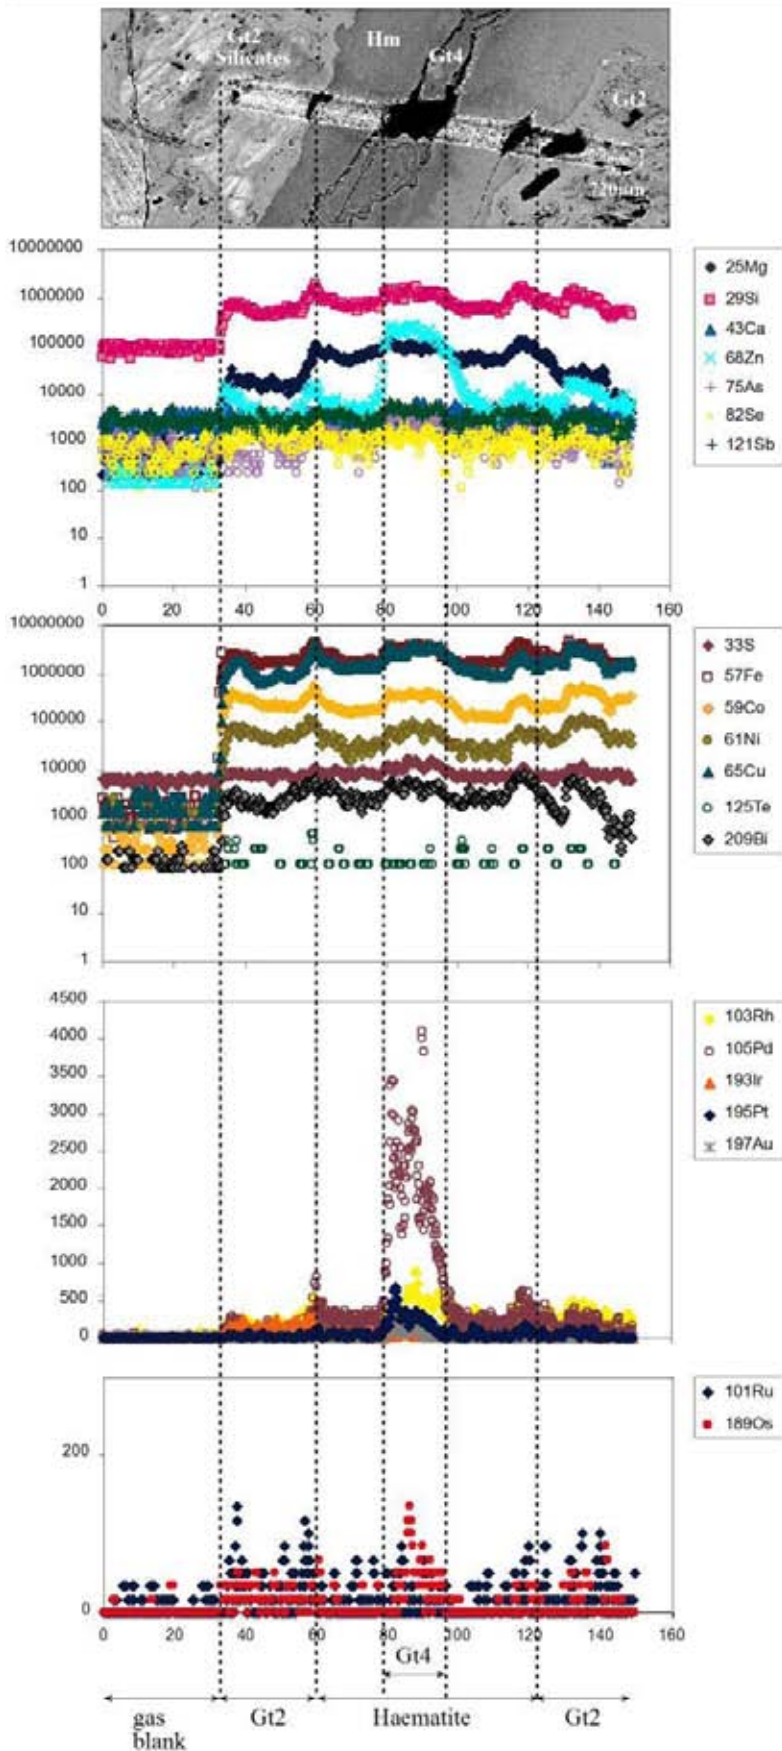 Gt2
Silicates
Hm
Gt4
Gt2
720µm
10000000
1000000
100000
10000
1000
100
10
1
0 20 40 60 80 100 120 140 160
25Mg
29Si
43Ca
68Zn
75As
82Se
121Sb
10000000
1000000
100000
10000
1000
100
10
1
33S
57Fe
59Co
61Ni
65Cu
125Te
209Bi
4500
4000
3500
3000
2500
2000
1500
1000
500
0
103Rh
105Pd
193Ir
195Pt
197Au
200
0
101Ru
189Os
0 20 40 60 80 100 120 140 160
Gt4
gas
blank
Gt2
Haematite
Gt2